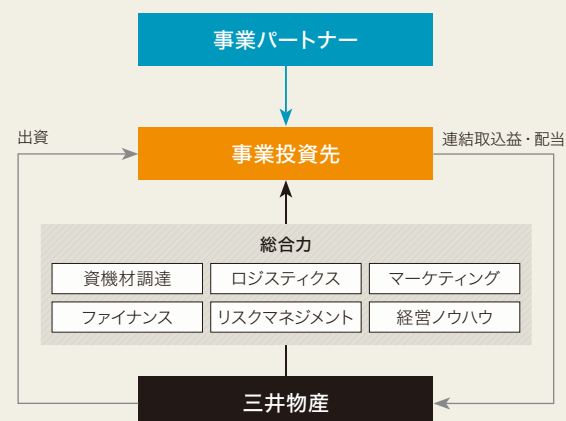 事業パートナー
出資
事業投資先
連結取込益・配当
総合力
資機材調達
ロジスティクス
マーケティング
ファイナンス
リスクマネジメント
経営ノウハウ
三井物産